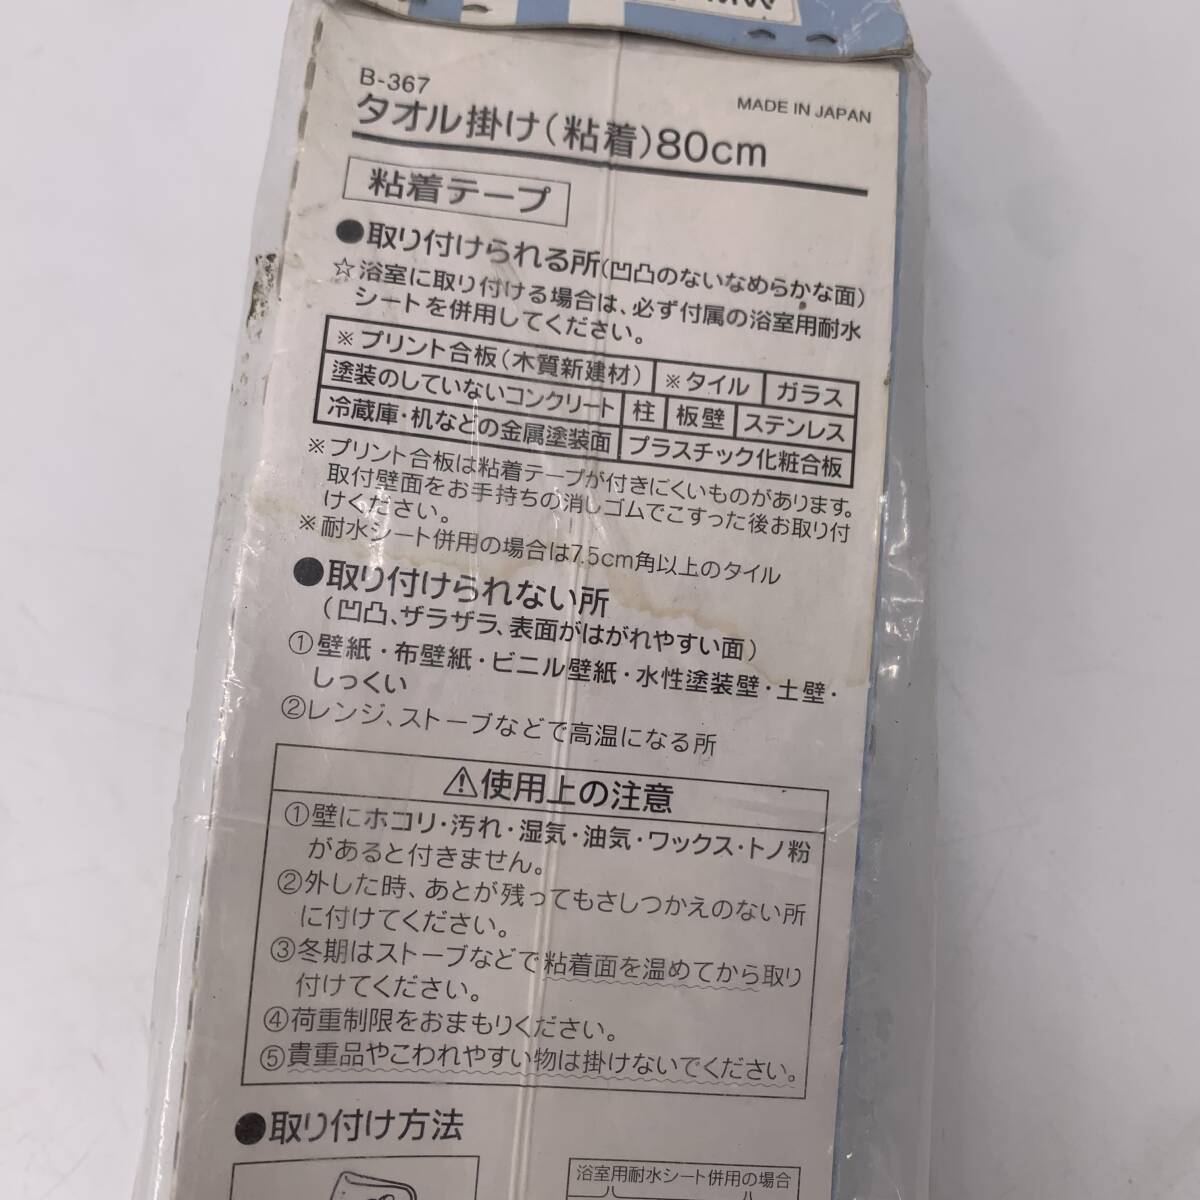 B-367
MADE IN JAPAN
タオル掛け(粘着)80cm
粘着テープ
●取り付けられる所(凹凸のないなめらかな面)
☆浴室に取り付ける場合は、必ず付属の浴室用耐水
シートを併用してください。
※プリント合板(木質新建材) ※タイル ガラス
塗装のしていないコンクリート 柱 板壁 ステンレス
冷蔵庫・机などの金属塗装面 プラスチック化粧合板
※プリント合板は粘着テープが付きにくいものがあります。
取付壁面をお手持ちの消しゴムでこすった後お取り付
けください。
※耐水シート併用の場合は7.5cm角以上のタイル
●取り付けられない所
(凹凸、ザラザラ、表面がはがれやすい面)
①壁紙・布壁紙・ビニル壁紙・水性塗装壁・土壁・
しっくい
②レンジ、ストーブなどで高温になる所
⚠使用上の注意
①壁にホコリ・汚れ・湿気・油気・ワックス・トノ粉
があると付きません。
②外した時、あとが残ってもさしつかえのない所
に付けてください。
③冬期はストーブなどで粘着面を温めてから取り
付けてください。
④荷重制限をおまもりください。
⑤貴重品やこわれやすい物は掛けないでください。
●取り付け方法
浴室用耐水シート併用の場合